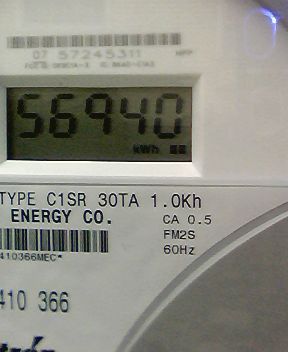 07 57245311
56940
kWh
TYPE C1SR 30TA 1.0Kh
ENERGY CO. CA 0.5
FM2S
60Hz
410366MEC*
410 366